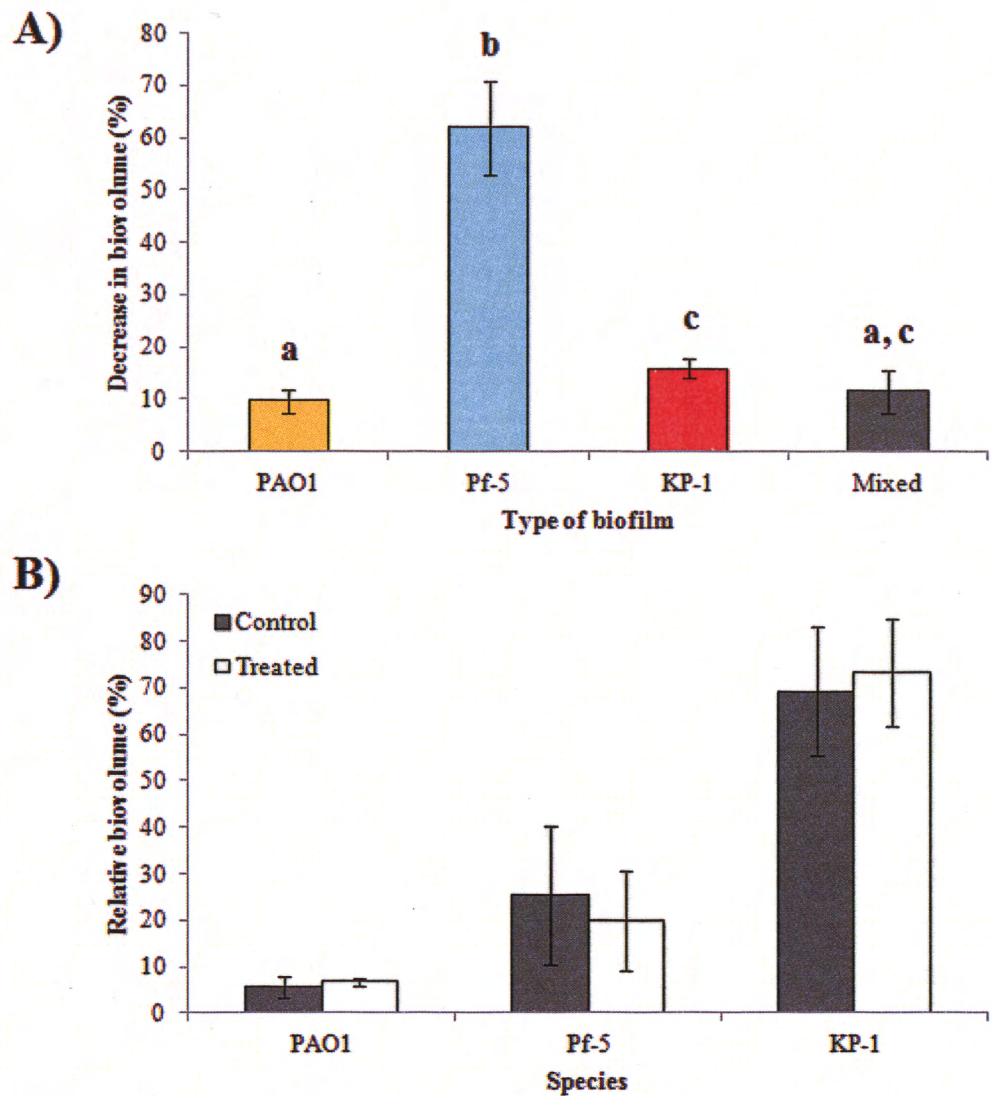 A)
Decrease in biovolume (%)
80
70
60
50
40
30
20
10
0
a
b
c
a, c
PAO1 Pf-5 KP-1 Mixed
Type of biofilm
B)
Relative biovolume (%)
90
80
70
60
50
40
30
20
10
0
Control
Treated
PAO1 Pf-5 KP-1
Species